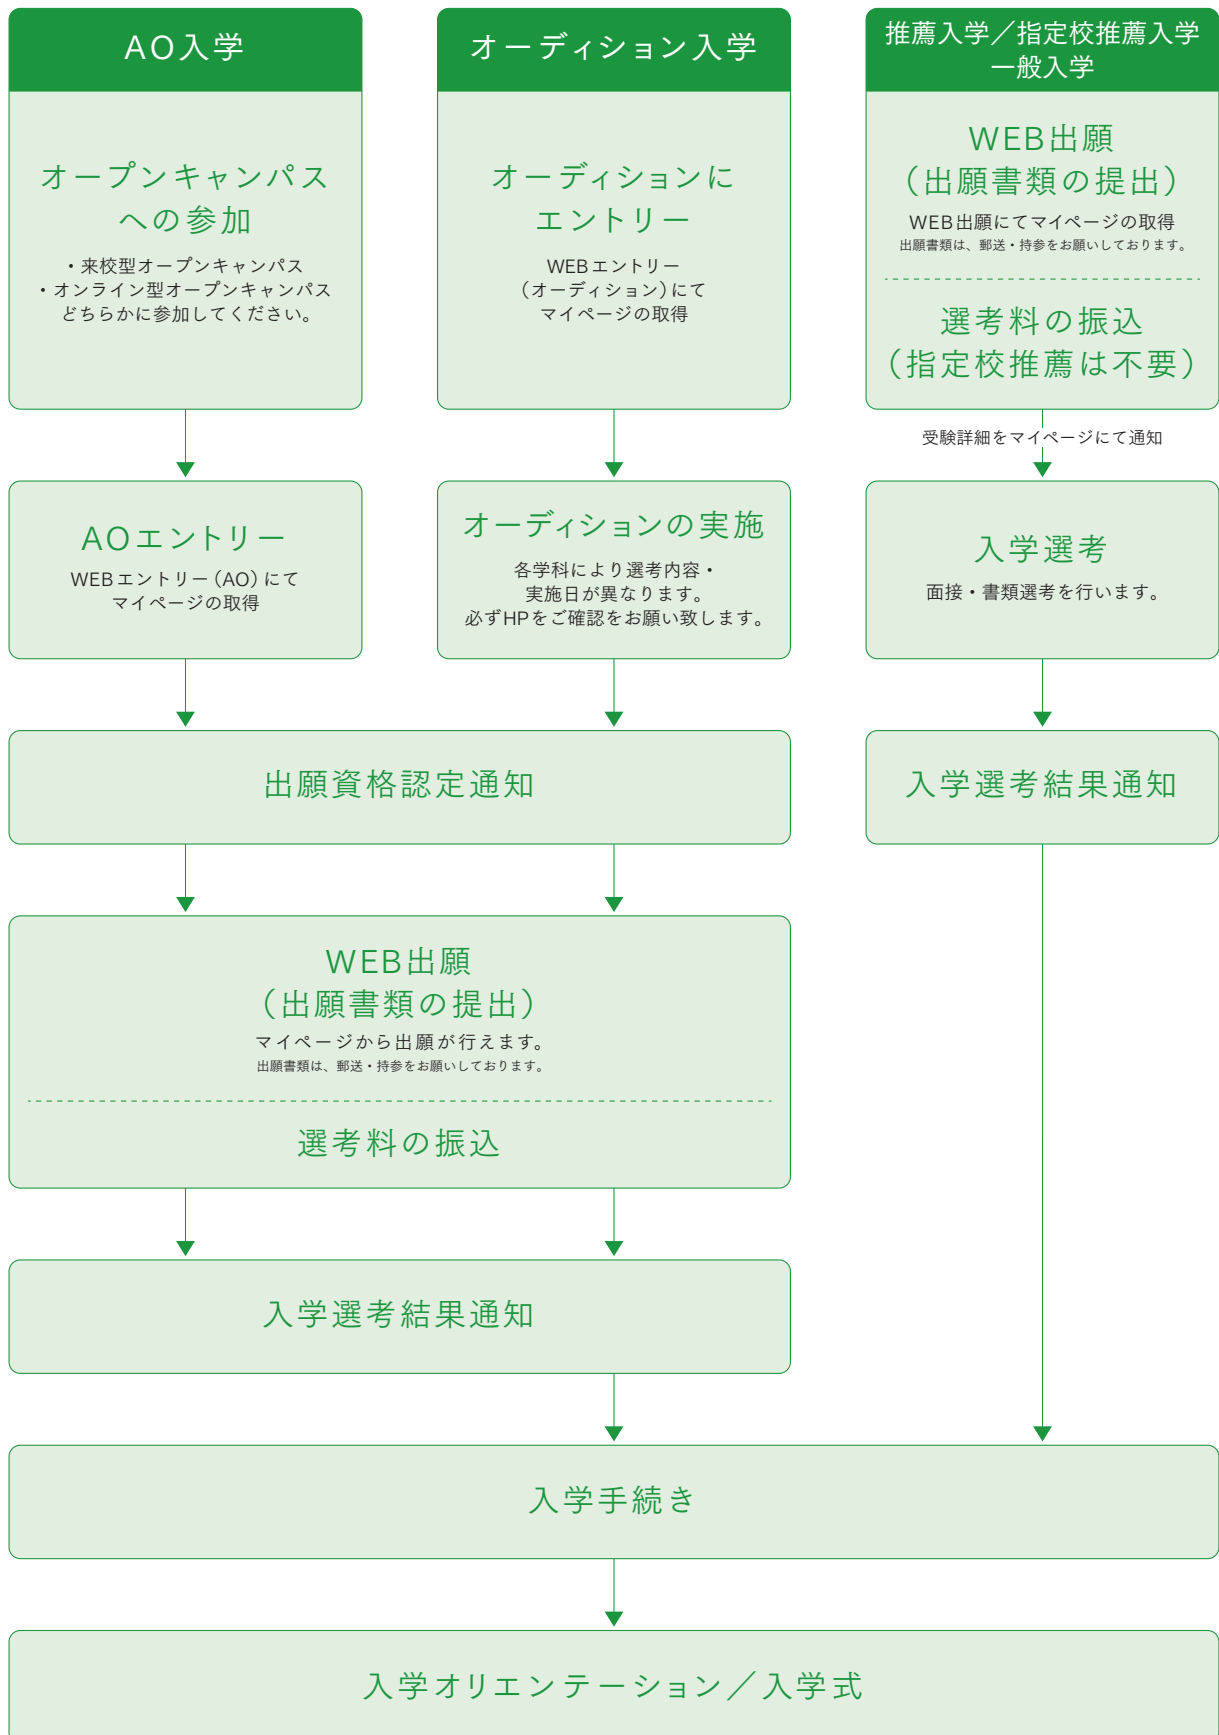 AO入学
オープンキャンパス
への参加
・来校型オープンキャンパス
・オンライン型オープンキャンパス
どちらかに参加してください。
オーディション入学
オーディションに
エントリー
WEBエントリー
（オーディション）にて
マイページの取得
推薦入学／指定校推薦入学
一般入学
WEB出願
（出願書類の提出）
WEB出願にてマイページの取得
出願書類は、郵送・持参をお願いしております。
選考料の振込
（指定校推薦は不要）
受験詳細をマイページにて通知
AOエントリー
WEBエントリー（AO）にて
マイページの取得
オーディションの実施
各学科により選考内容・
実施日が異なります。
必ずHPをご確認をお願い致します。
入学選考
面接・書類選考を行います。
出願資格認定通知
入学選考結果通知
WEB出願
（出願書類の提出）
マイページから出願が行えます。
出願書類は、郵送・持参をお願いしております。
選考料の振込
入学選考結果通知
入学手続き
入学オリエンテーション／入学式